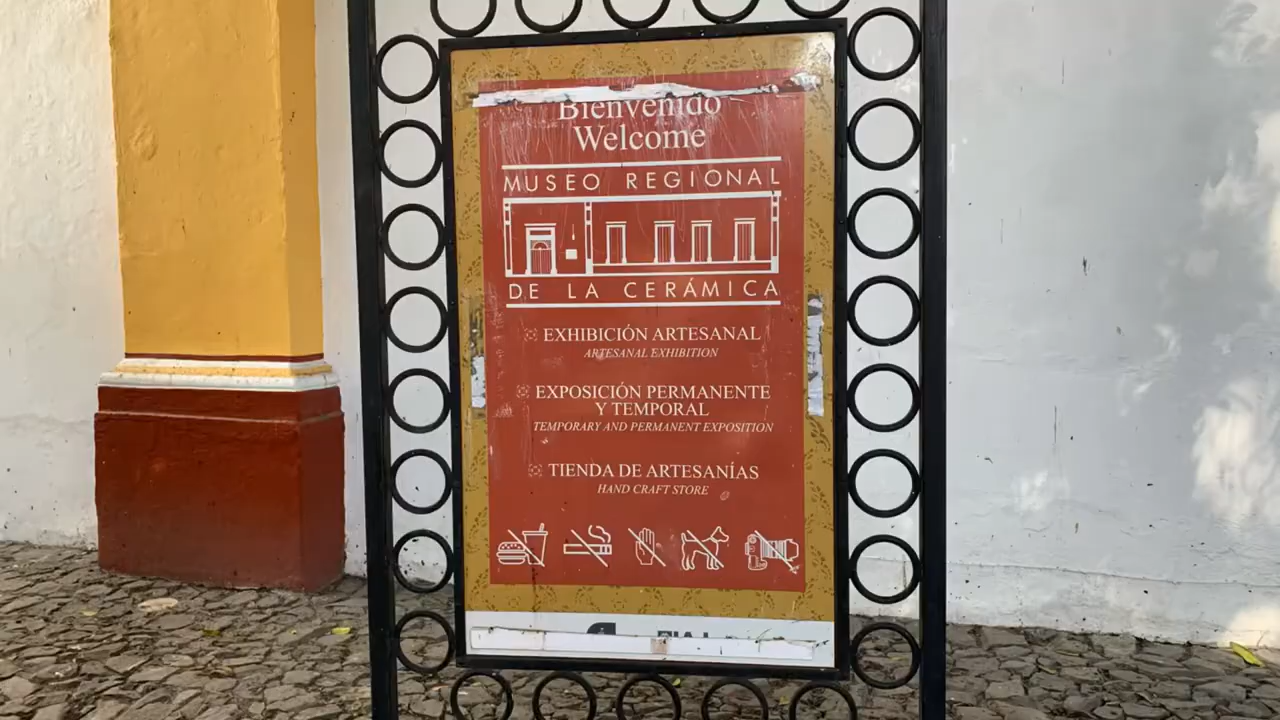 Bienvenido
Welcome
MUSEO REGIONAL
DE LA CERÁMICA
EXHIBICIÓN ARTESANAL
ARTESANAL EXHIBITION
EXPOSICIÓN PERMANENTE
Y TEMPORAL
TEMPORARY AND PERMANENT EXPOSITION
TIENDA DE ARTESANÍAS
HAND CRAFT STORE